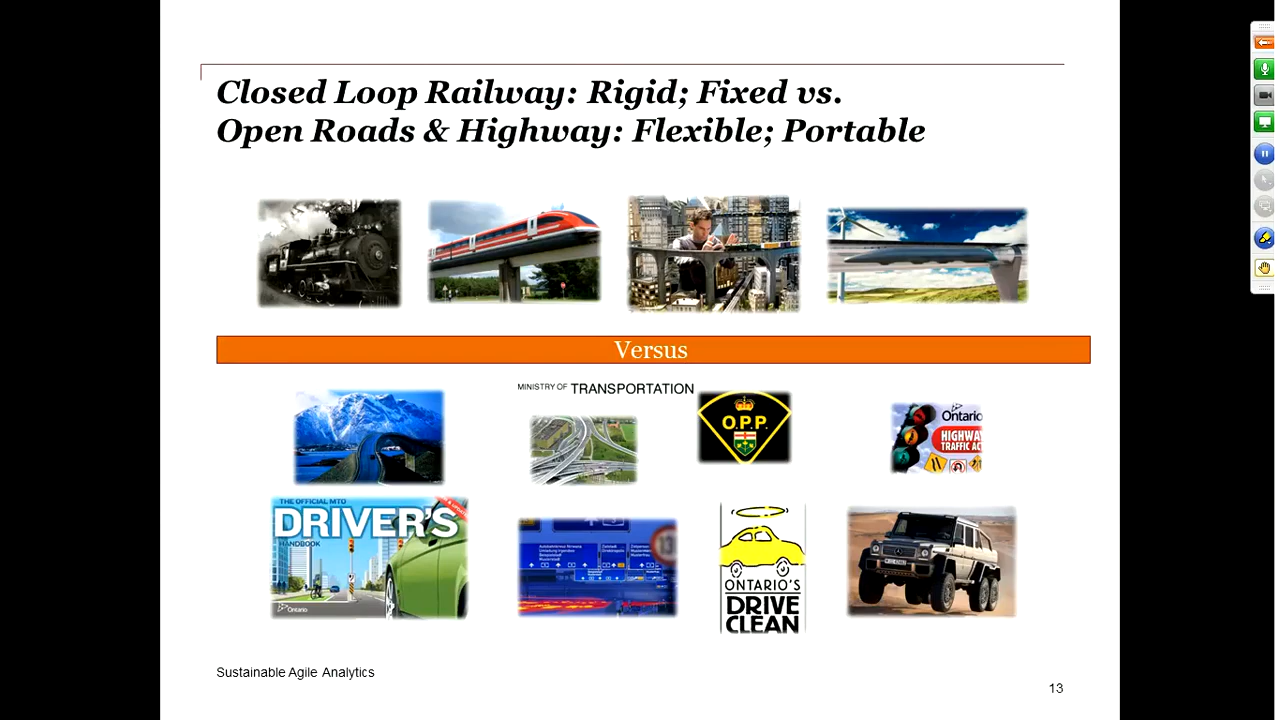 Closed Loop Railway: Rigid; Fixed vs.
Open Roads & Highway: Flexible; Portable
Versus
MINISTRY OF TRANSPORTATION
O.P.P.
Ontario
HIGHWA
TRAFFIC AC
THE OFFICIAL MTO
DRIVER'S
HANDBOOK
Ontario
13
ONTARIO'S
DRIVE
CLEAN
Sustainable Agile Analytics
13